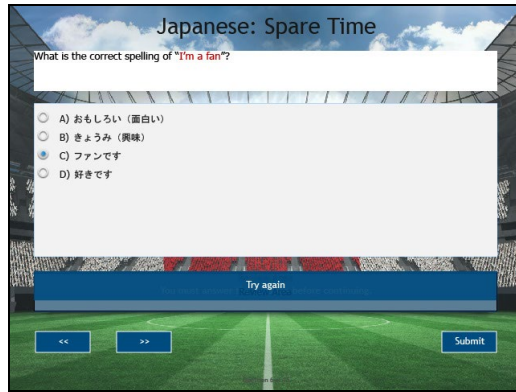 Japanese: Spare Time
What is the correct spelling of "I'm a fan"?
A) おもしろい（面白い）
B) きょうみ（興味）
C) ファンです
D) 好きです
Try again
<<
>>
Submit